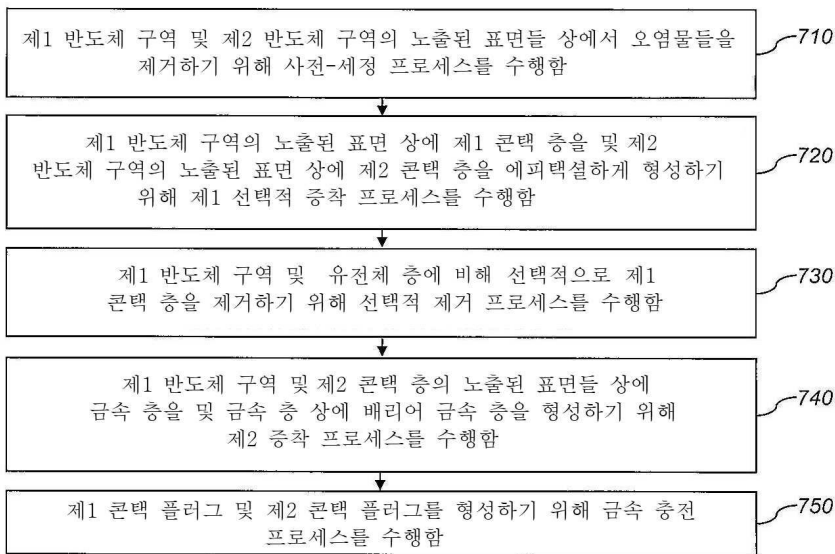 제1 반도체 구역 및 제2 반도체 구역의 노출된 표면들 상에서 오염물들을
제거하기 위해 사전-세정 프로세스를 수행함
710
제1 반도체 구역의 노출된 표면 상에 제1 콘택 층을 및 제2
반도체 구역의 노출된 표면 상에 제2 콘택 층을 에피택셜하게 형성하기
위해 제1 선택적 증착 프로세스를 수행함
720
제1 반도체 구역 및 유전체 층에 비해 선택적으로 제1
콘택 층을 제거하기 위해 선택적 제거 프로세스를 수행함
730
제1 반도체 구역 및 제2 콘택 층의 노출된 표면들 상에
금속 층을 및 금속 층 상에 배리어 금속 층을 형성하기 위해
제2 증착 프로세스를 수행함
740
제1 콘택 플러그 및 제2 콘택 플러그를 형성하기 위해 금속 충전
프로세스를 수행함
750